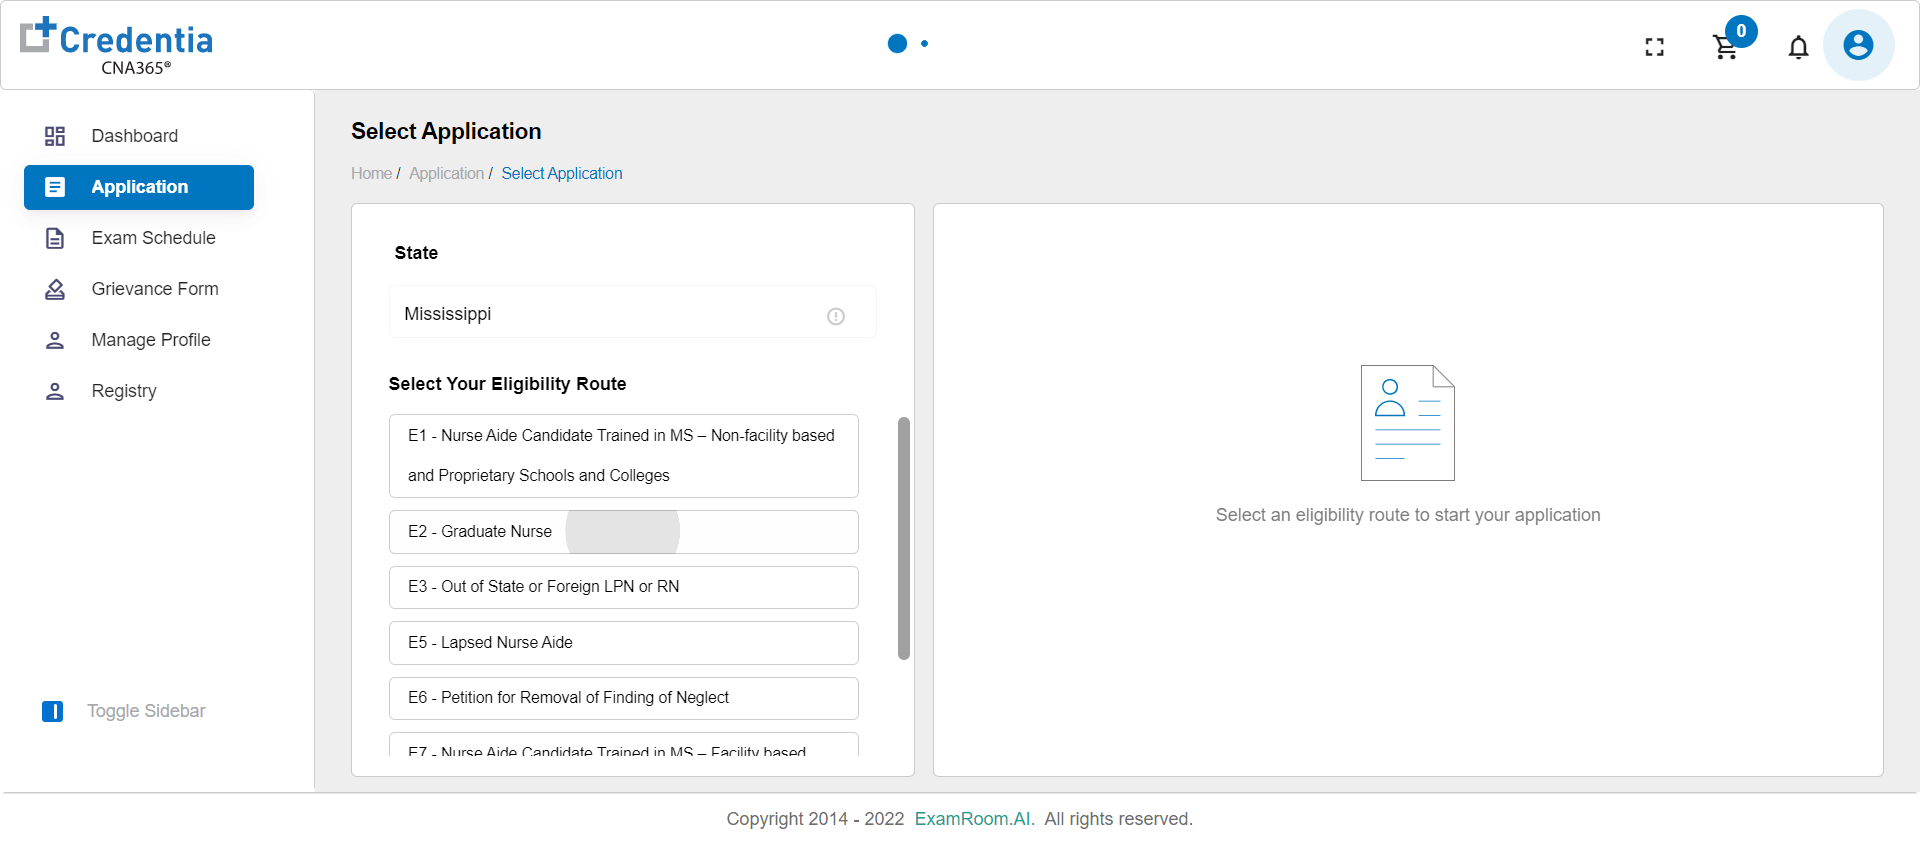 Credentia
CNA365®
0
Dashboard
Application
Exam Schedule
Grievance Form
Manage Profile
Registry
Toggle Sidebar
Select Application
Home / Application / Select Application
State
Mississippi
Select Your Eligibility Route
E1 - Nurse Aide Candidate Trained in MS – Non-facility based
and Proprietary Schools and Colleges
E2 - Graduate Nurse
E3 - Out of State or Foreign LPN or RN
E5 - Lapsed Nurse Aide
E6 - Petition for Removal of Finding of Neglect
E7 - Nurse Aide Candidate Trained in MS – Facility based
Select an eligibility route to start your application
Copyright 2014 - 2022 ExamRoom.AI. All rights reserved.